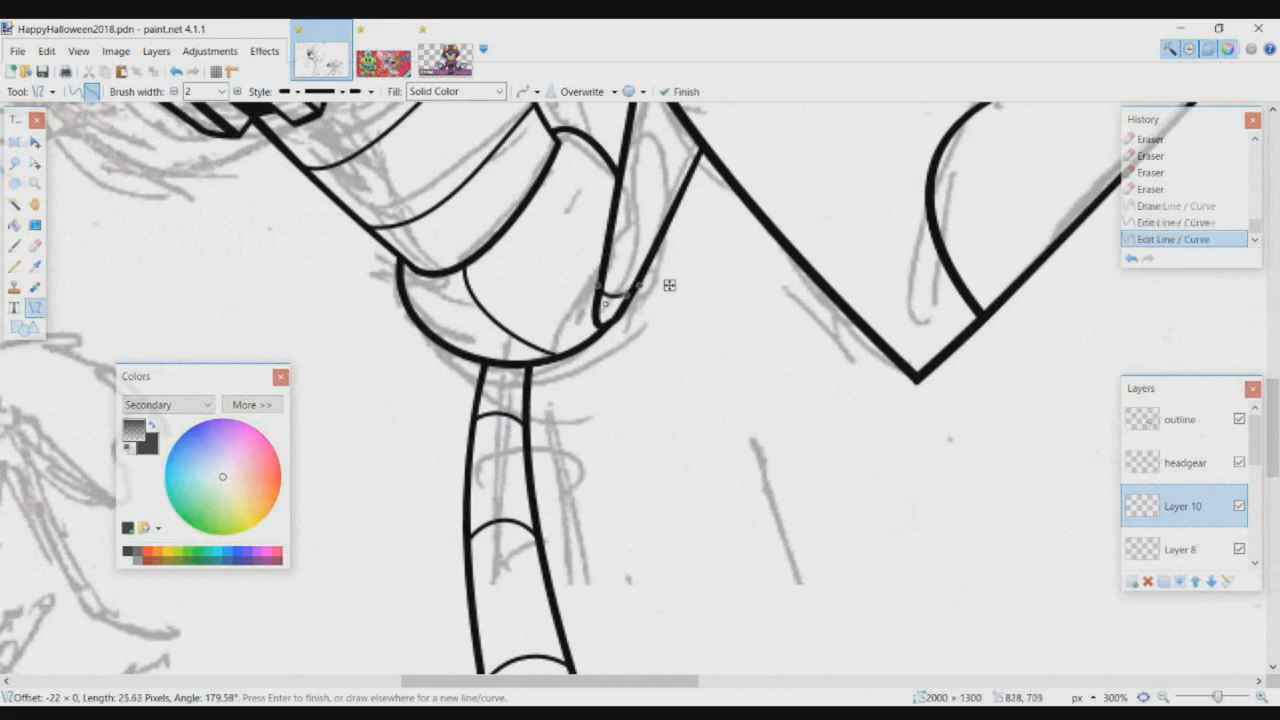 HappyHalloween2018.pdn - paint.net 4.1.1
File Edit View Image Layers Adjustments Effects
Tool: Brush width: 2 Style: Fill: Solid Color Overwrite Finish
T...
History
Eraser
Eraser
Eraser
Eraser
Draw Line / Curve
Edit Line / Curve
Edit Line / Curve
Colors
Secondary More >>
Layers
outline
headgear
Layer 10
Layer 8
Offset: -22 × 0, Length: 25.63 Pixels, Angle: 179.58°. Press Enter to finish, or draw elsewhere for a new line/curve. 2000 × 1300 828, 709 px 300%